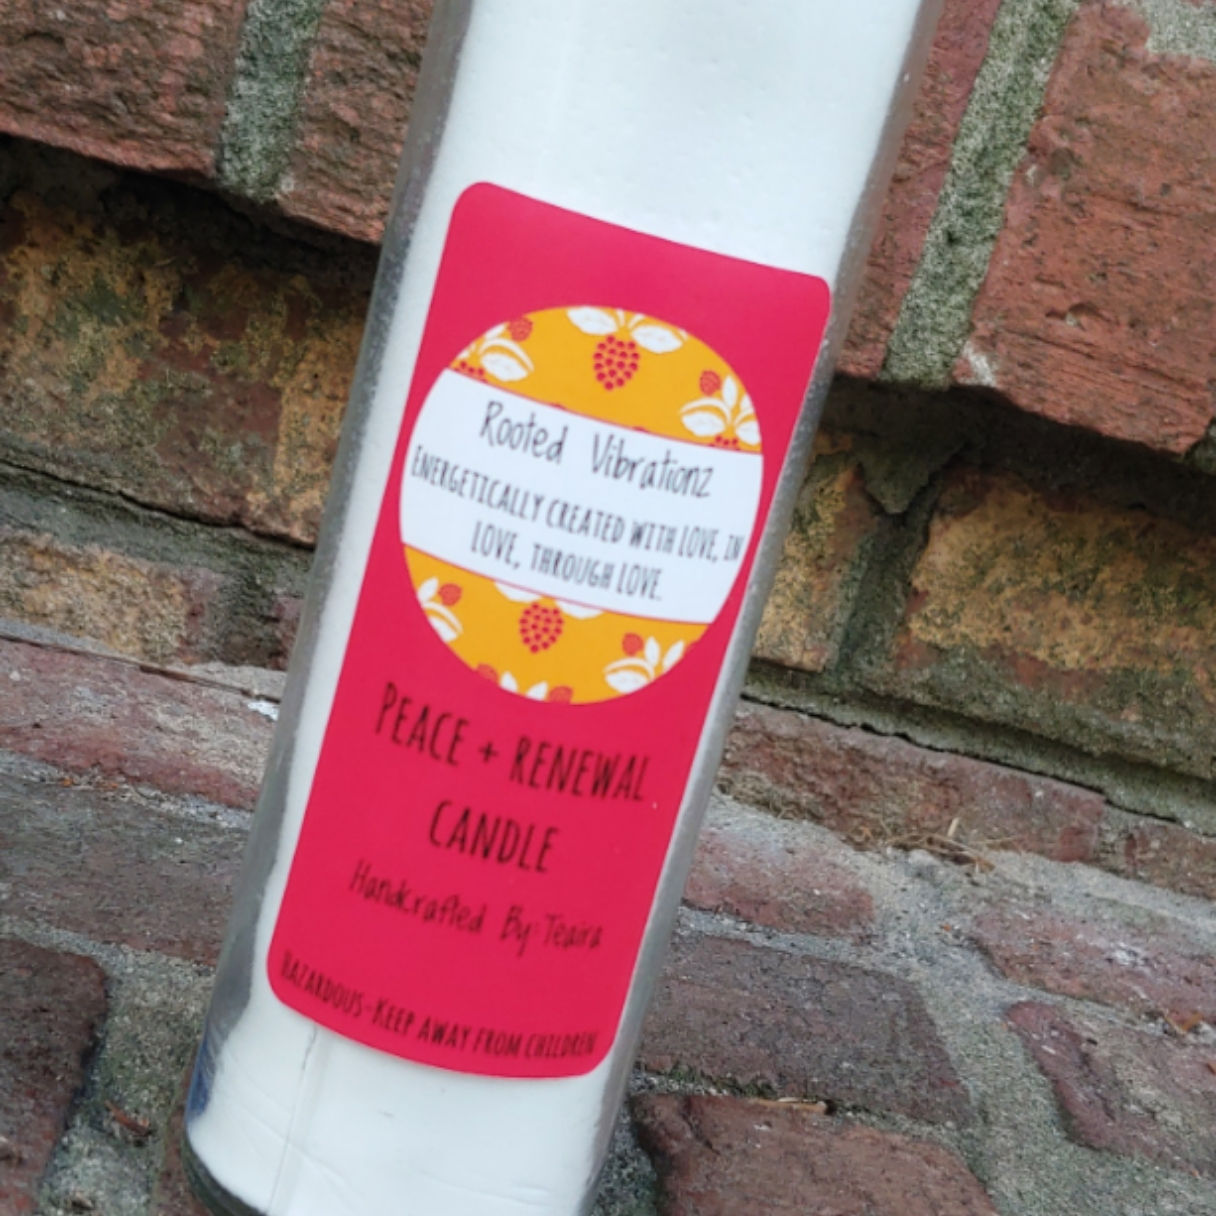 Rooted Vibrationz
ENERGETICALLY CREATED WITH LOVE, IN
LOVE, THROUGH LOVE.
PEACE + RENEWAL
CANDLE
Handcrafted By: Teaira
HAZARDOUS-KEEP AWAY FROM CHILDREN